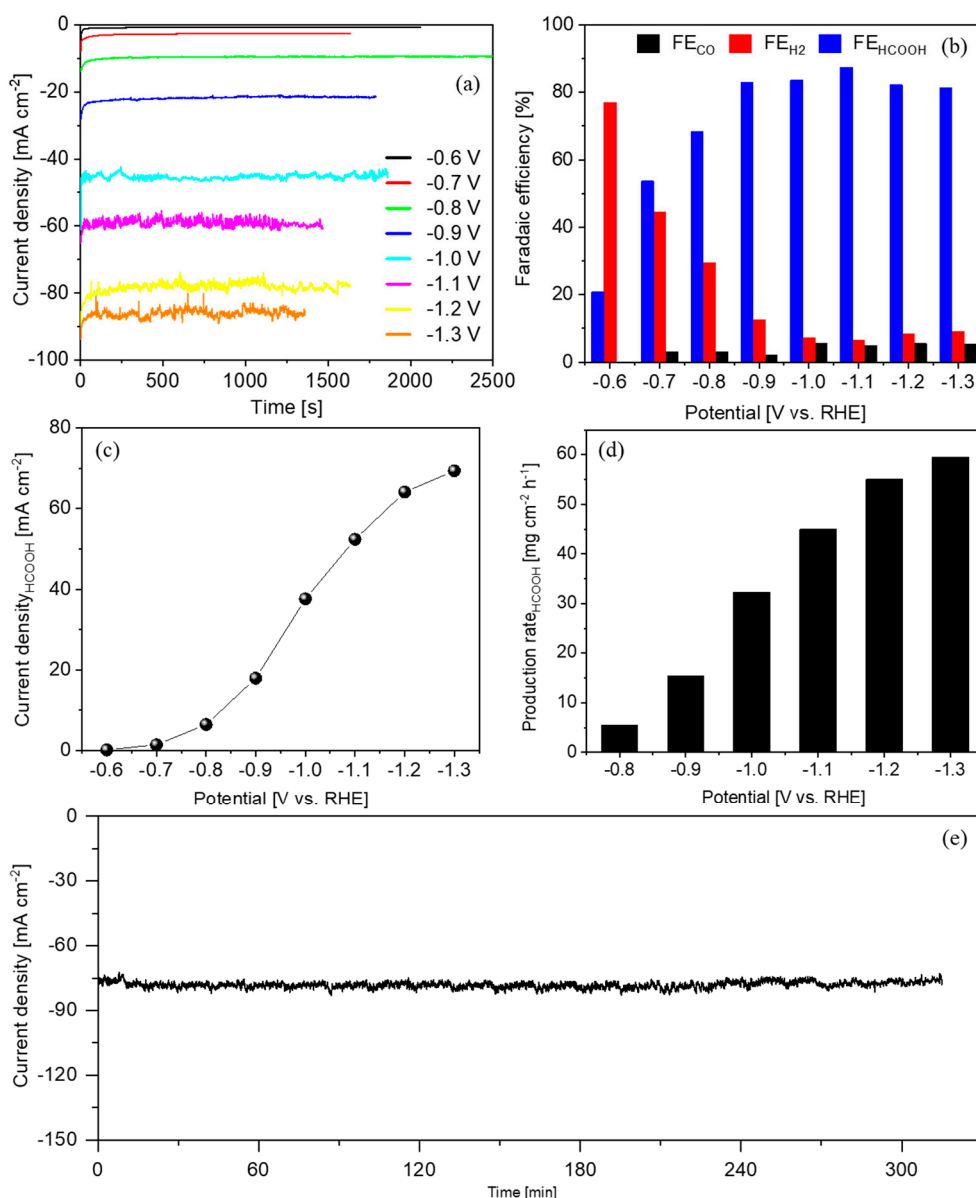 (a)
Current density [mA cm⁻²]
0
-20
-40
-60
-80
-100
-0.6 V
-0.7 V
-0.8 V
-0.9 V
-1.0 V
-1.1 V
-1.2 V
-1.3 V
0 500 1000 1500 2000 2500
Time [s]
(b)
FE_CO FE_H2 FE_HCOOH
Faradaic efficiency [%]
100
80
60
40
20
0
-0.6 -0.7 -0.8 -0.9 -1.0 -1.1 -1.2 -1.3
Potential [V vs. RHE]
(c)
Current density_HCOOH [mA cm⁻²]
80
60
40
20
0
-0.6 -0.7 -0.8 -0.9 -1.0 -1.1 -1.2 -1.3
Potential [V vs. RHE]
(d)
Production rate_HCOOH [mg cm⁻² h⁻¹]
60
50
40
30
20
10
0
-0.8 -0.9 -1.0 -1.1 -1.2 -1.3
Potential [V vs. RHE]
(e)
Current density [mA cm⁻²]
0
-30
-60
-90
-120
-150
0 60 120 180 240 300
Time [min]